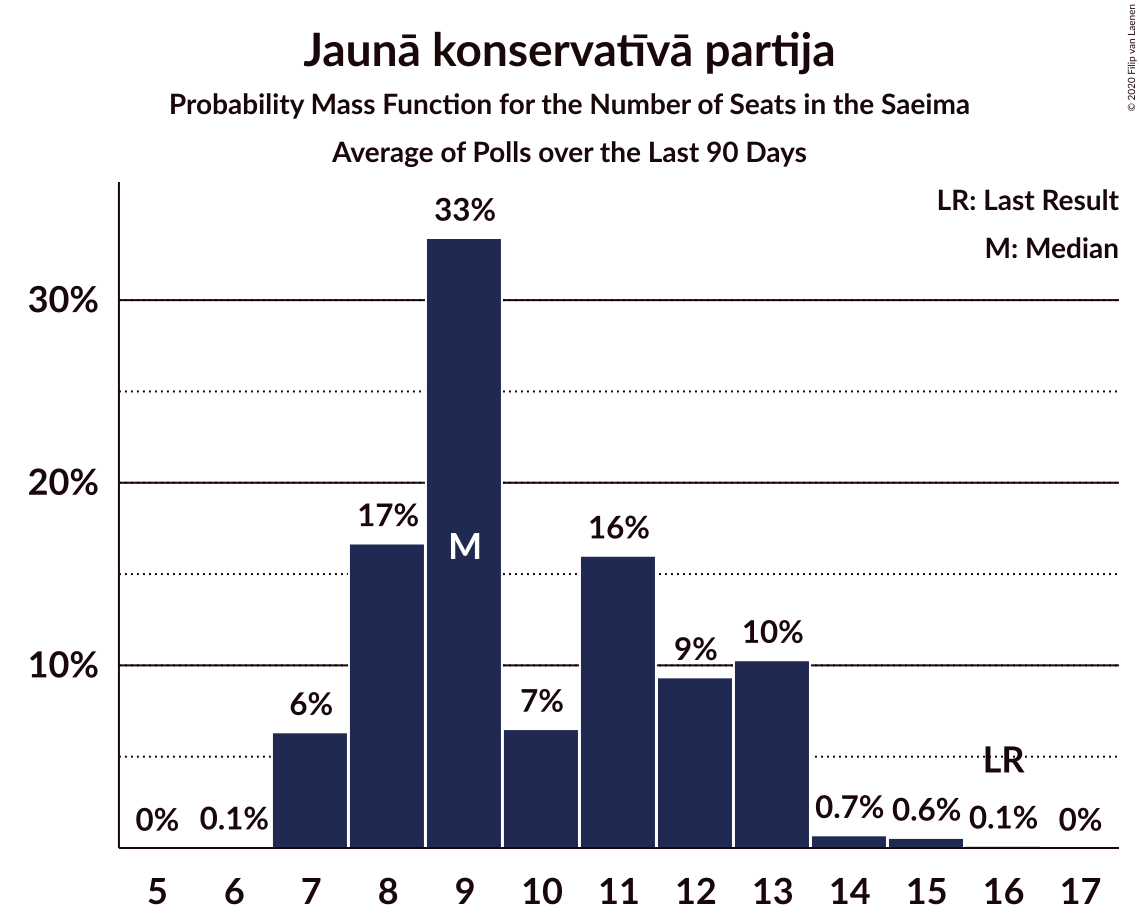 Jaunā konservatīvā partija
Probability Mass Function for the Number of Seats in the Saeima
Average of Polls over the Last 90 Days
© 2020 Filip van Laenen
LR: Last Result
M: Median
33%
30%
20%
17%
M
16%
10%
9%
10%
6%
7%
LR
0%
0.1%
0.7%
0.6%
0.1%
0%
5 6 7 8 9 10 11 12 13 14 15 16 17